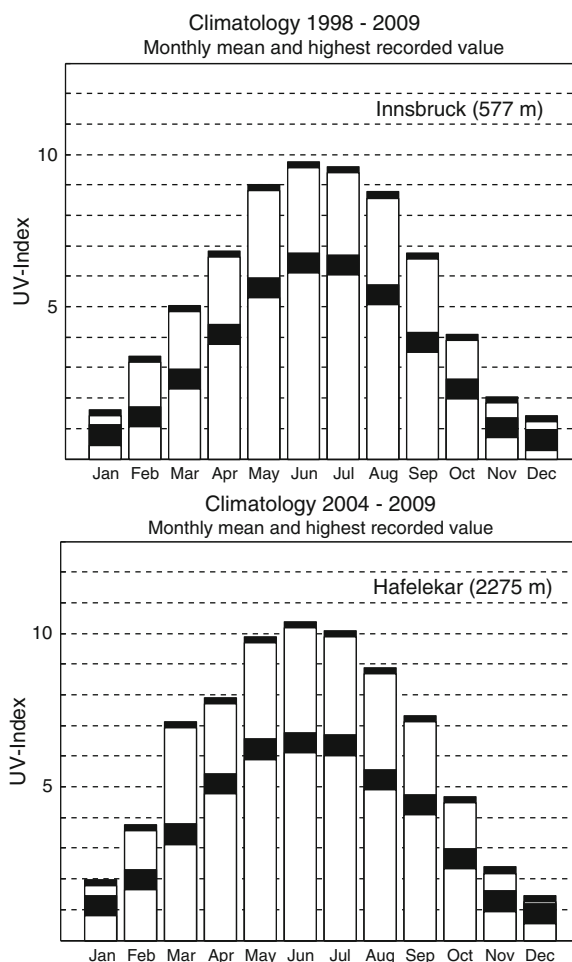 Climatology 1998 - 2009
Monthly mean and highest recorded value
Innsbruck (577 m)
10
5
UV-Index
Jan Feb Mar Apr May Jun Jul Aug Sep Oct Nov Dec
Climatology 2004 - 2009
Monthly mean and highest recorded value
Hafelekar (2275 m)
10
5
UV-Index
Jan Feb Mar Apr May Jun Jul Aug Sep Oct Nov Dec